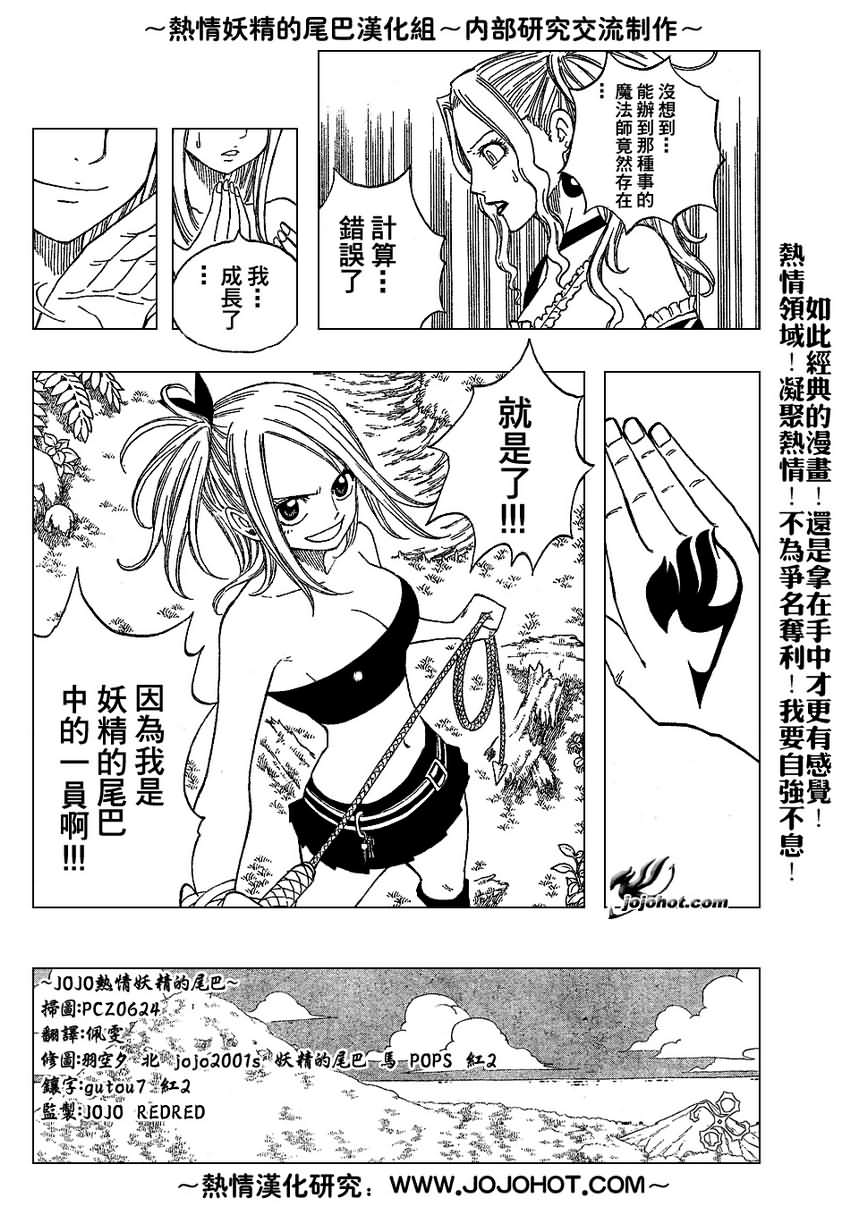 ～熱情妖精的尾巴漢化組～内部研究交流制作～
沒想到…
能辦到那種事的
魔法師竟然存在
…
計算…
錯誤了
我…
成長了
…
如此經典的漫畫！還是拿在手中才更有感覺！
熱情領域！凝聚熱情！不為爭名奪利！我要自強不息！
就是了!!!
因為我是
妖精的尾巴
中的一員啊!!!
jojohot.com
~JOJO熱情妖精的尾巴~
掃圖:PCZ0624
翻譯:佩雯
修圖:羽空夕 北 jojo2001s 妖精的尾巴 馬 POPS 紅2
鑲字:gutou7 紅2
監製:JOJO REDRED
～熱情漢化研究：WWW.JOJOHOT.COM～